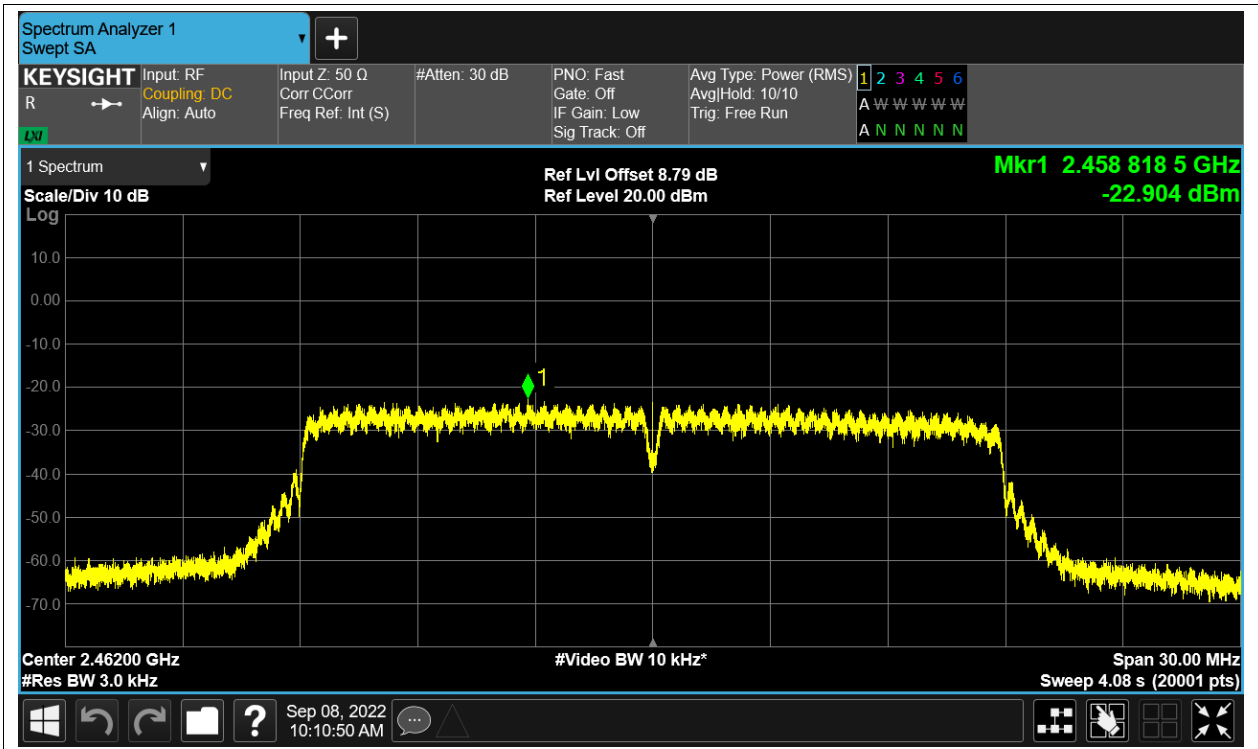 Spectrum Analyzer 1
Swept SA
KEYSIGHT
R
LXI
Input: RF
Coupling: DC
Align: Auto
Input Z: 50 Ω
Corr CCorr
Freq Ref: Int (S)
#Atten: 30 dB
PNO: Fast
Gate: Off
IF Gain: Low
Sig Track: Off
Avg Type: Power (RMS)
Avg|Hold: 10/10
Trig: Free Run
1 2 3 4 5 6
A W W W W W
A N N N N N
1 Spectrum
Scale/Div 10 dB
Log
Ref Lvl Offset 8.79 dB
Ref Level 20.00 dBm
Mkr1 2.458 818 5 GHz
-22.904 dBm
10.0
0.00
-10.0
-20.0
-30.0
-40.0
-50.0
-60.0
-70.0
1
Center 2.46200 GHz
#Res BW 3.0 kHz
#Video BW 10 kHz*
Span 30.00 MHz
Sweep 4.08 s (20001 pts)
?
Sep 08, 2022
10:10:50 AM